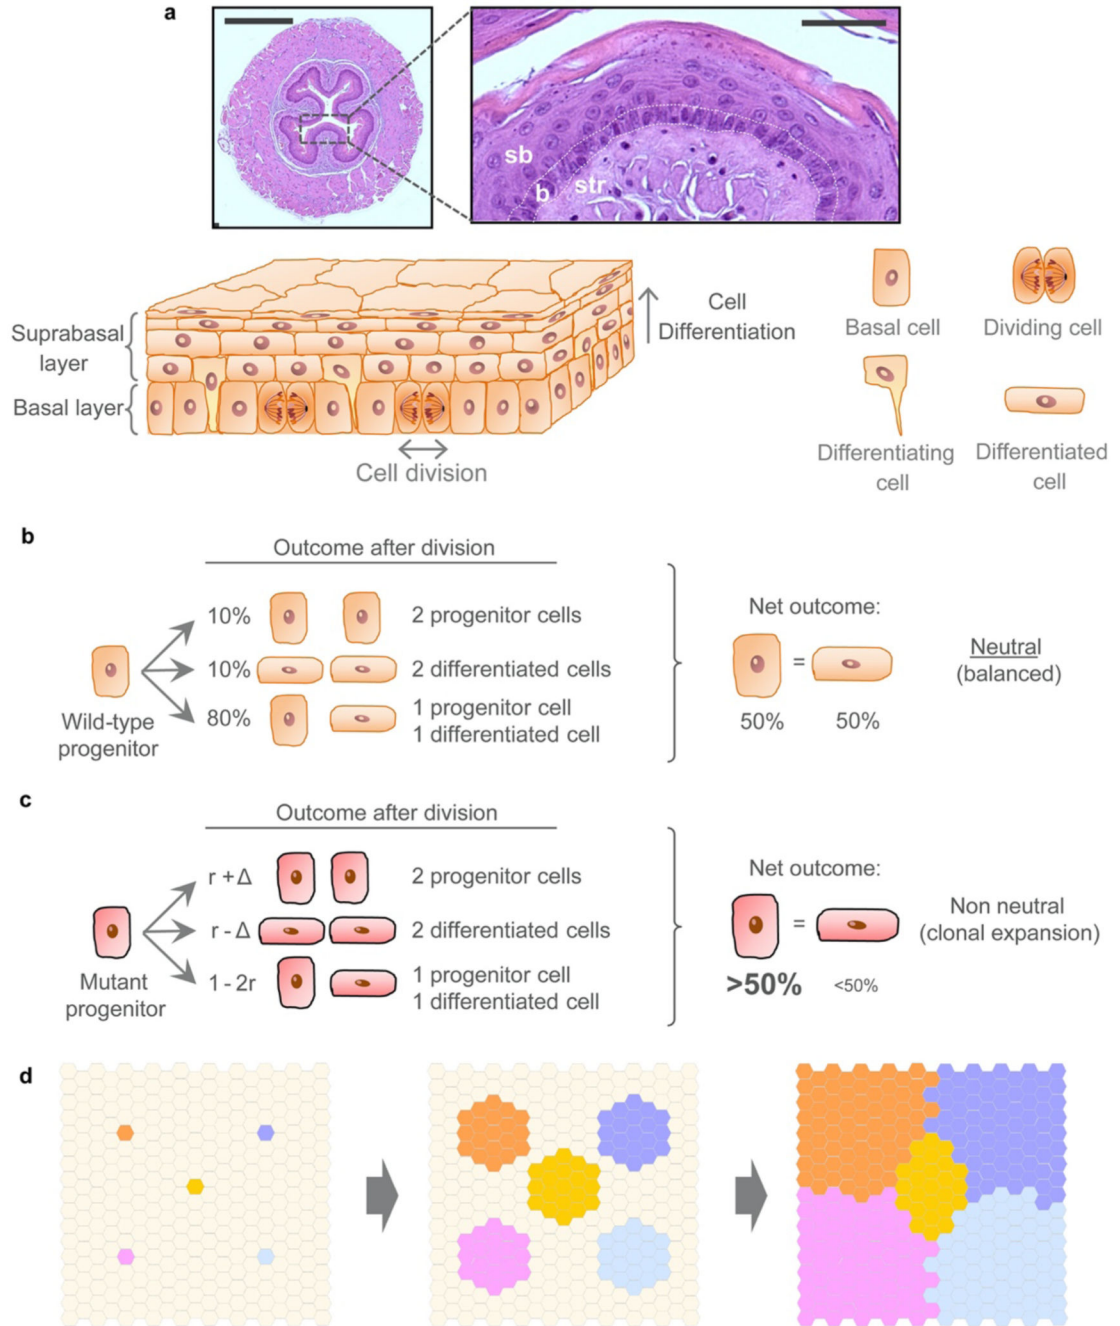 a
sb
b
str
Suprabasal
layer
Basal layer
Cell
Differentiation
Cell division
Basal cell
Dividing cell
Differentiating
cell
Differentiated
cell
b
Outcome after division
10%
2 progenitor cells
10%
2 differentiated cells
80%
1 progenitor cell
1 differentiated cell
Wild-type
progenitor
Net outcome:
=
50%
50%
Neutral
(balanced)
c
Outcome after division
r + Δ
2 progenitor cells
r - Δ
2 differentiated cells
1 - 2r
1 progenitor cell
1 differentiated cell
Mutant
progenitor
Net outcome:
=
>50%
<50%
Non neutral
(clonal expansion)
d